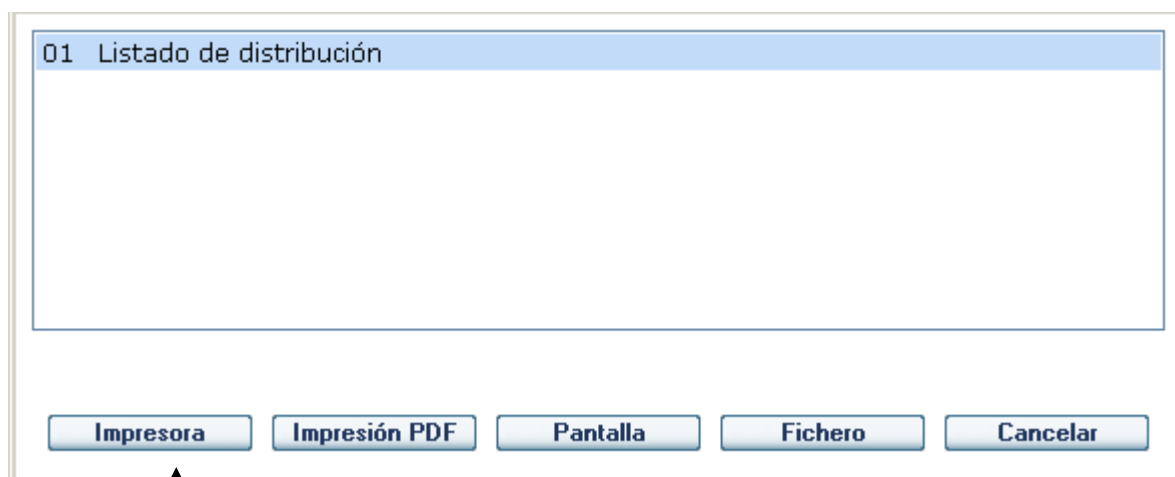 01 Listado de distribución
Impresora Impresión PDF Pantalla Fichero Cancelar